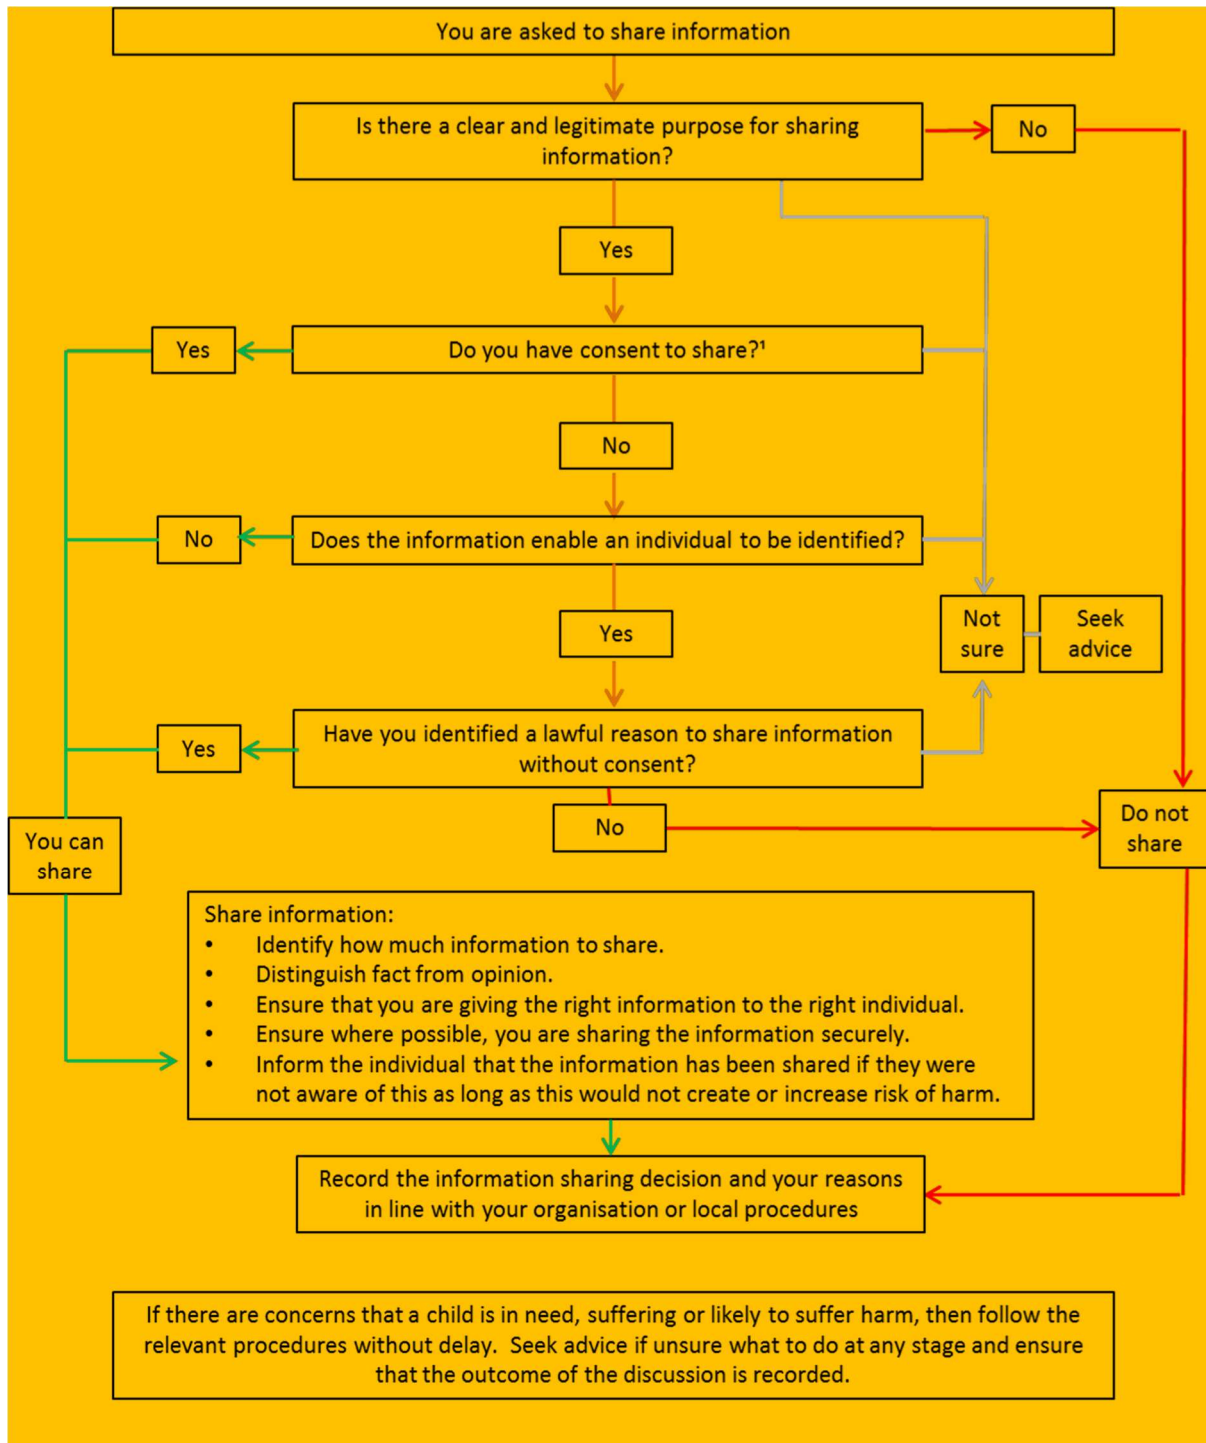 You are asked to share information
Is there a clear and legitimate purpose for sharing
information?
No
Yes
Yes
Do you have consent to share?¹
No
No
Does the information enable an individual to be identified?
Yes
Not
sure
Seek
advice
Yes
Have you identified a lawful reason to share information
without consent?
No
You can
share
Do not
share
Share information:
• Identify how much information to share.
• Distinguish fact from opinion.
• Ensure that you are giving the right information to the right individual.
• Ensure where possible, you are sharing the information securely.
• Inform the individual that the information has been shared if they were
not aware of this as long as this would not create or increase risk of harm.
Record the information sharing decision and your reasons
in line with your organisation or local procedures
If there are concerns that a child is in need, suffering or likely to suffer harm, then follow the
relevant procedures without delay.  Seek advice if unsure what to do at any stage and ensure
that the outcome of the discussion is recorded.